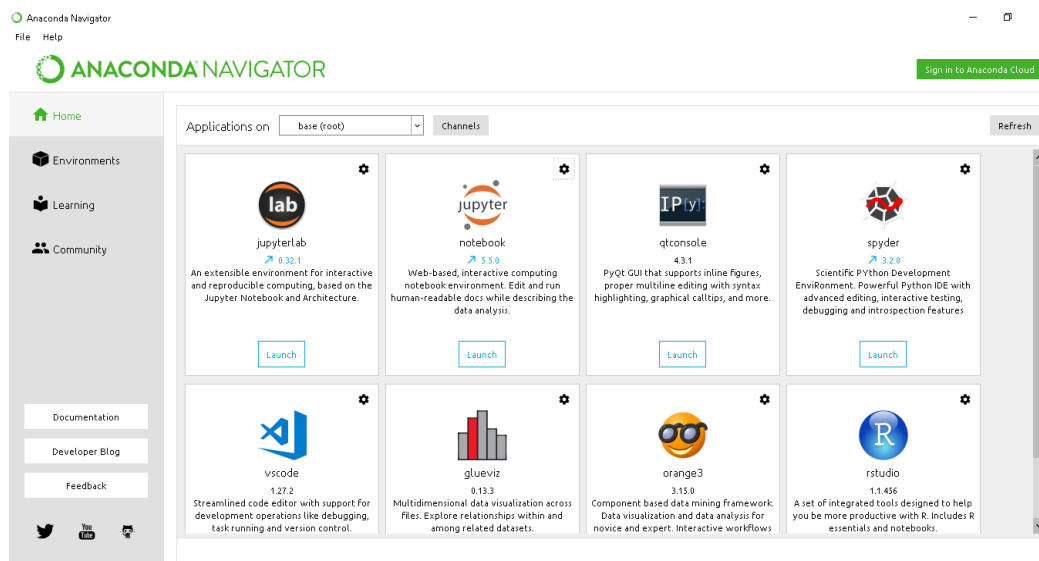 Anaconda Navigator
File Help
ANACONDA NAVIGATOR
Sign in to Anaconda Cloud
Home
Environments
Learning
Community
Documentation
Developer Blog
Feedback
You Tube
Applications on base (root) Channels Refresh
lab
jupyterlab
0.32.1
An extensible environment for interactive
and reproducible computing, based on the
Jupyter Notebook and Architecture.
Launch
jupyter
notebook
5.5.0
Web-based, interactive computing
notebook environment. Edit and run
human-readable docs while describing the
data analysis.
Launch
IP[y]:
qtconsole
4.3.1
PyQt GUI that supports inline figures,
proper multiline editing with syntax
highlighting, graphical calltips, and more.
Launch
spyder
3.2.8
Scientific PYthon Development
EnviRonment. Powerful Python IDE with
advanced editing, interactive testing,
debugging and introspection features
Launch
vscode
1.27.2
Streamlined code editor with support for
development operations like debugging,
task running and version control.
glueviz
0.13.3
Multidimensional data visualization across
files. Explore relationships within and
among related datasets.
orange3
3.15.0
Component based data mining framework.
Data visualization and data analysis for
novice and expert. Interactive workflows
R
rstudio
1.1.456
A set of integrated tools designed to help
you be more productive with R. Includes R
essentials and notebooks.